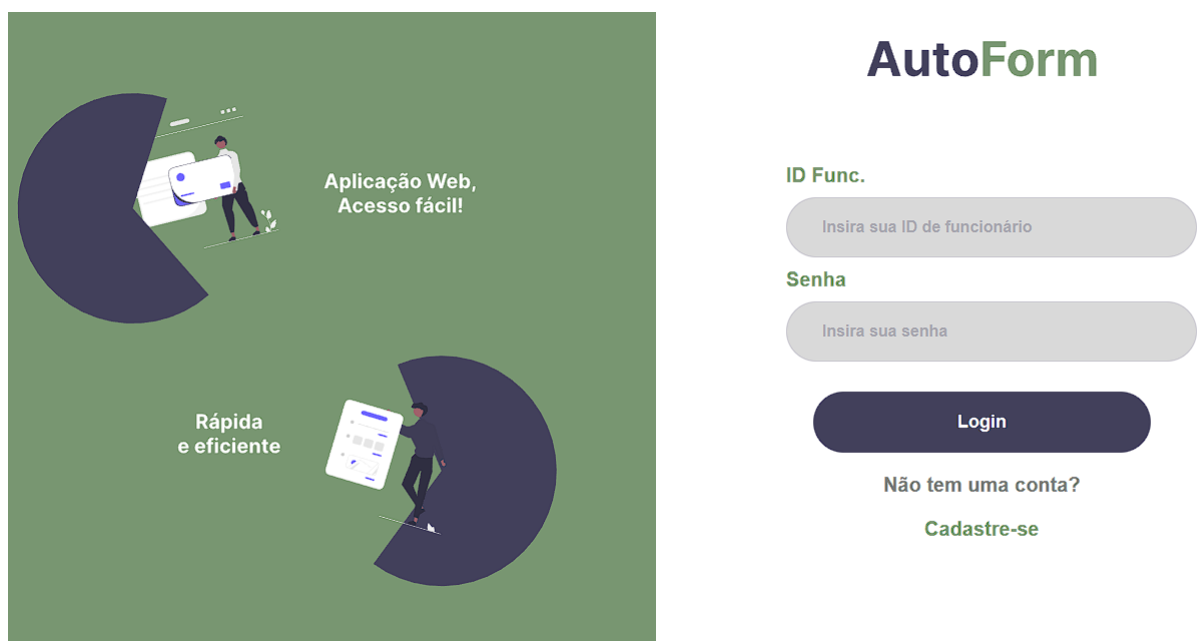 Aplicação Web,
Acesso fácil!
Rápida
e eficiente
AutoForm
ID Func.
Insira sua ID de funcionário
Senha
Insira sua senha
Login
Não tem uma conta?
Cadastre-se